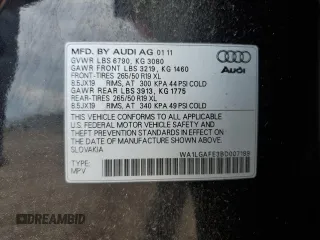 MFD. BY AUDI AG 01 11
GVWR LBS 6790, KG 3080
GAWR FRONT LBS 3219, KG 1460
FRONT-TIRES 265/50 R19 XL
8.5JX19 RIMS, AT 300 KPA 44 PSI COLD
GAWR REAR LBS 3913, KG 1775
REAR-TIRES 265/50 R19 XL
8.5JX19 RIMS, AT 340 KPA 49 PSI COLD
Audi
THIS VEHICLE CONFORMS TO ALL APPLICABLE
U.S. FEDERAL MOTOR VEHICLE SAFETY AND
THEFT PREVENTION STANDARDS IN EFFECT ON
THE DATE OF MANUFACTURE SHOWN ABOVE.
SLOVAKIA
TYPE: WA1LGAFE3BD007189
MPV
DREAMBID
DREAMBID